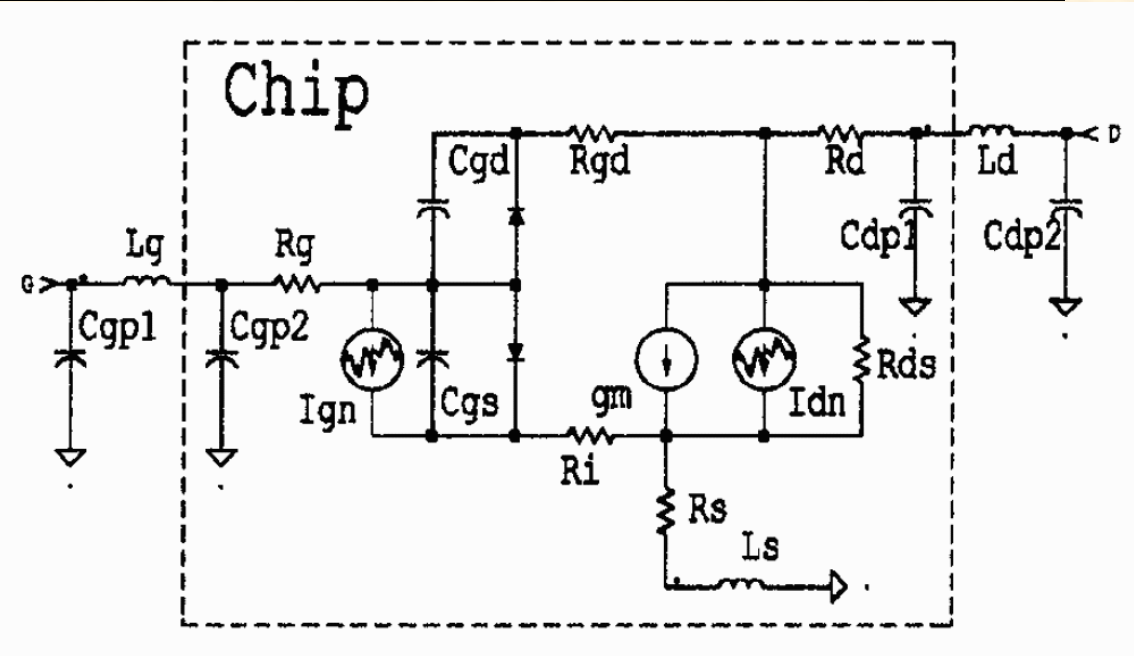 Chip
Cgd
Rgd
Rd
Ld
D
Cdp1
Cdp2
Lg
Rg
G
Cgp1
Cgp2
Ign
Cgs
gm
Idn
Rds
Ri
Rs
Ls